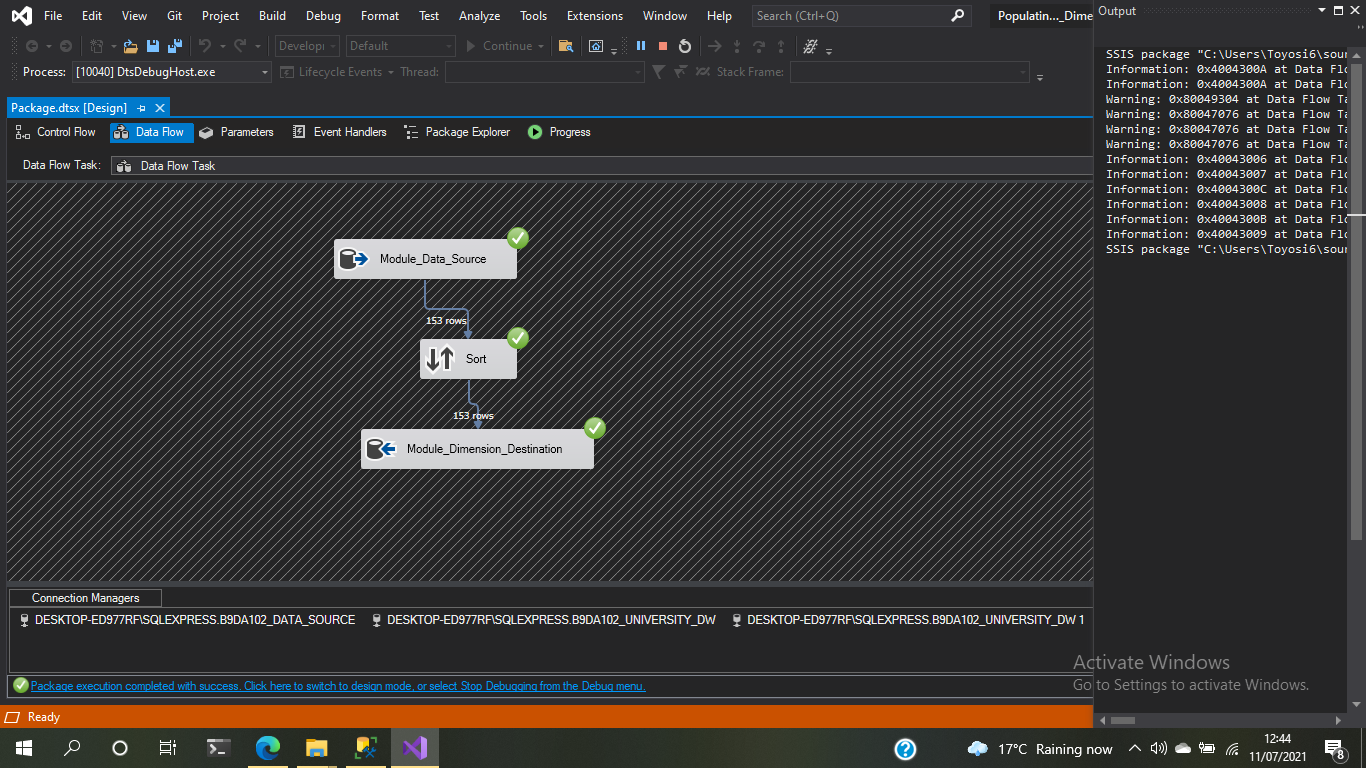 File Edit View Git Project Build Debug Format Test Analyze Tools Extensions Window Help Search (Ctrl+Q) Populatin..._Dime
Output
Develop Default Continue
Process: [10040] DtsDebugHost.exe Lifecycle Events Thread: Stack Frame:
Package.dtsx [Design]
Control Flow Data Flow Parameters Event Handlers Package Explorer Progress
Data Flow Task: Data Flow Task
Module_Data_Source
153 rows
Sort
153 rows
Module_Dimension_Destination
SSIS package "C:\Users\Toyosi6\sour
Information: 0x4004300A at Data Flo
Information: 0x4004300A at Data Flo
Warning: 0x80049304 at Data Flow Ta
Warning: 0x80047076 at Data Flow Ta
Warning: 0x80047076 at Data Flow Ta
Warning: 0x80047076 at Data Flow Ta
Information: 0x40043006 at Data Flo
Information: 0x40043007 at Data Flo
Information: 0x4004300C at Data Flo
Information: 0x40043008 at Data Flo
Information: 0x4004300B at Data Flo
Information: 0x40043009 at Data Flo
SSIS package "C:\Users\Toyosi6\sour
Connection Managers
DESKTOP-ED977RF\SQLEXPRESS.B9DA102_DATA_SOURCE DESKTOP-ED977RF\SQLEXPRESS.B9DA102_UNIVERSITY_DW DESKTOP-ED977RF\SQLEXPRESS.B9DA102_UNIVERSITY_DW 1
Package execution completed with success. Click here to switch to design mode, or select Stop Debugging from the Debug menu.
Activate Windows
Go to Settings to activate Windows.
Ready
17°C Raining now 12:44
11/07/2021
8